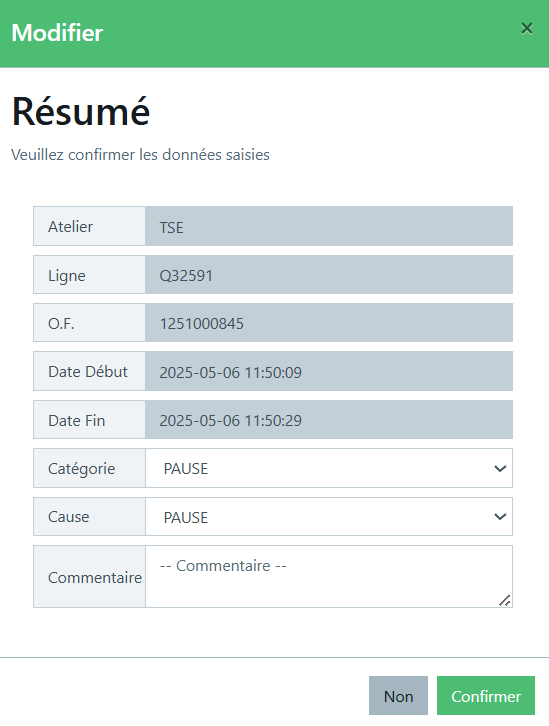 Modifier ×
Résumé
Veuillez confirmer les données saisies
Atelier TSE
Ligne Q32591
O.F. 1251000845
Date Début 2025-05-06 11:50:09
Date Fin 2025-05-06 11:50:29
Catégorie PAUSE
Cause PAUSE
Commentaire -- Commentaire --
Non Confirmer